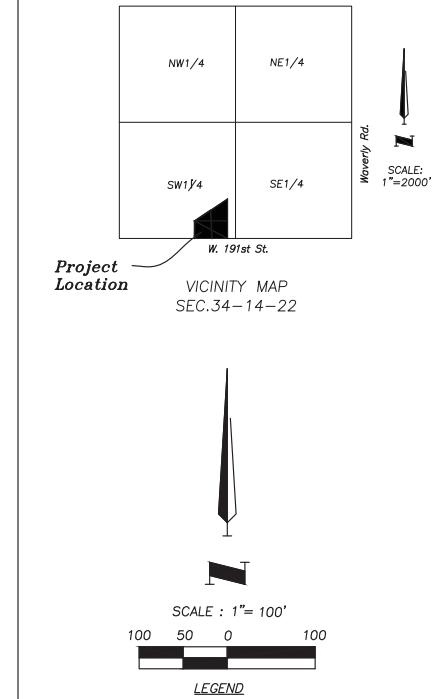 NW1/4
NE1/4
SW1/4
SE1/4
Waverly Rd.
N
SCALE:
1"=2000'
W. 191st St.
Project
Location
VICINITY MAP
SEC.34-14-22
N
SCALE : 1"= 100'
100 50 0 100
LEGEND